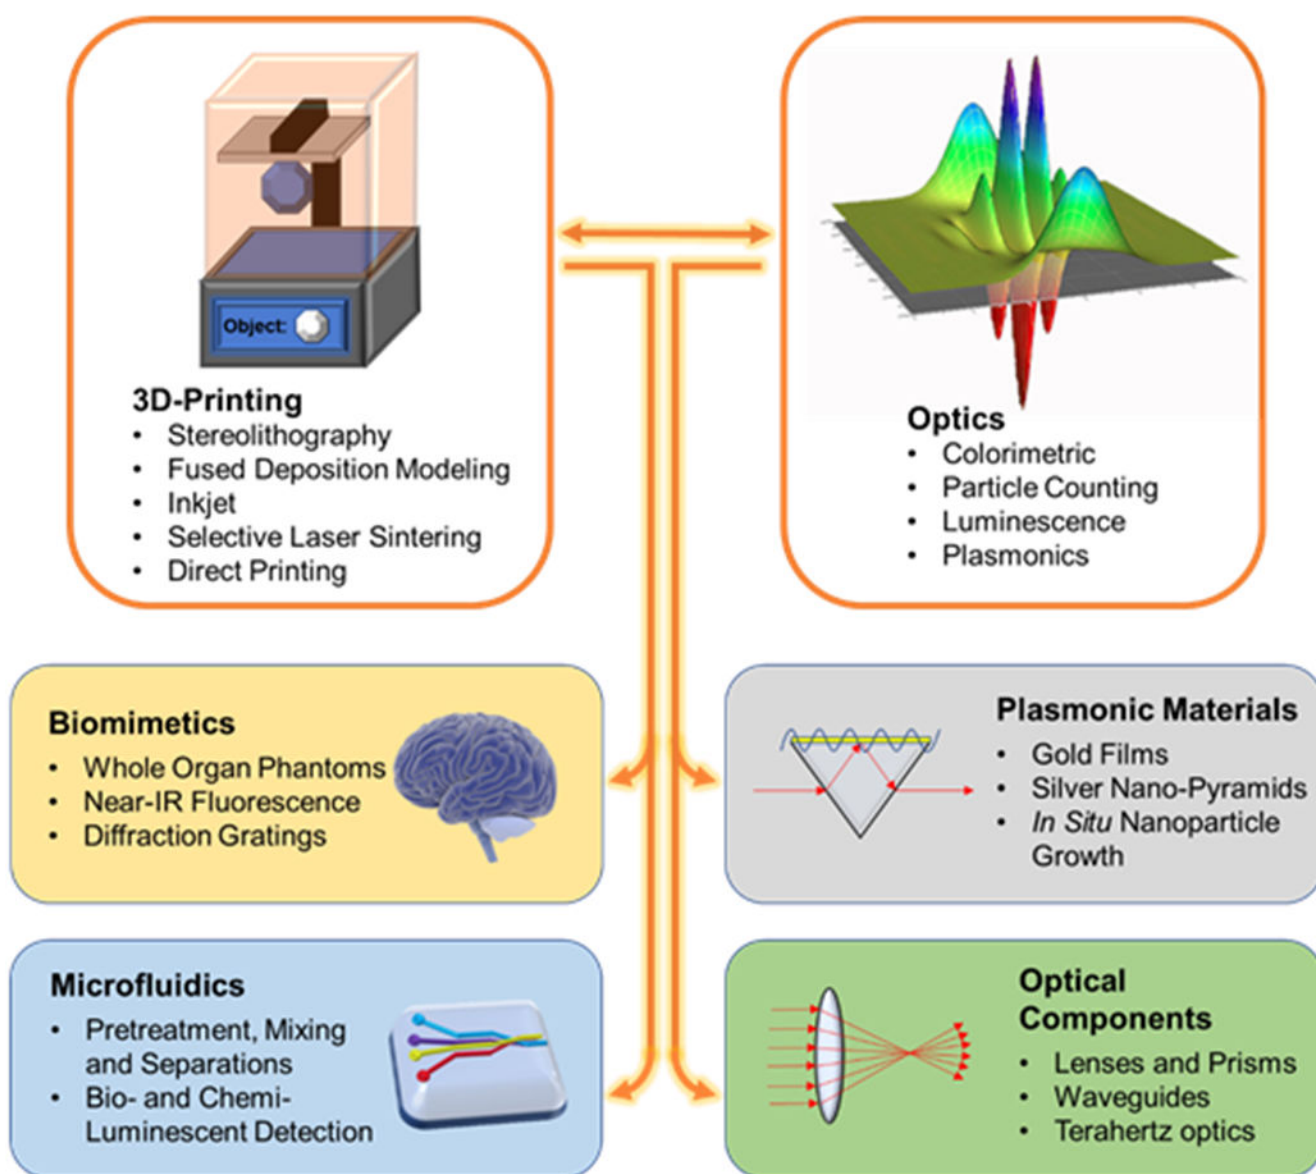 Object:
3D-Printing
• Stereolithography
• Fused Deposition Modeling
• Inkjet
• Selective Laser Sintering
• Direct Printing
Optics
• Colorimetric
• Particle Counting
• Luminescence
• Plasmonics
Biomimetics
• Whole Organ Phantoms
• Near-IR Fluorescence
• Diffraction Gratings
Plasmonic Materials
• Gold Films
• Silver Nano-Pyramids
• In Situ Nanoparticle
Growth
Microfluidics
• Pretreatment, Mixing
and Separations
• Bio- and Chemi-
Luminescent Detection
Optical
Components
• Lenses and Prisms
• Waveguides
• Terahertz optics